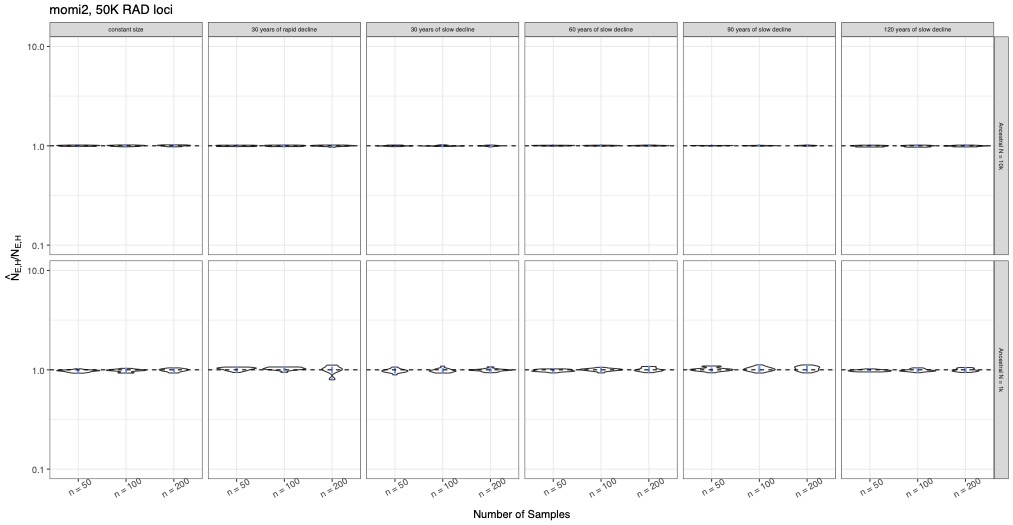 momi2, 50K RAD loci
constant size
30 years of rapid decline
30 years of slow decline
60 years of slow decline
90 years of slow decline
120 years of slow decline
10.0
1.0
0.1
Ancestral N = 10k
10.0
1.0
0.1
Ancestral N = 1k
N̂E,H/NE,H
n = 50 n = 100 n = 200 n = 50 n = 100 n = 200 n = 50 n = 100 n = 200 n = 50 n = 100 n = 200 n = 50 n = 100 n = 200 n = 50 n = 100 n = 200
Number of Samples